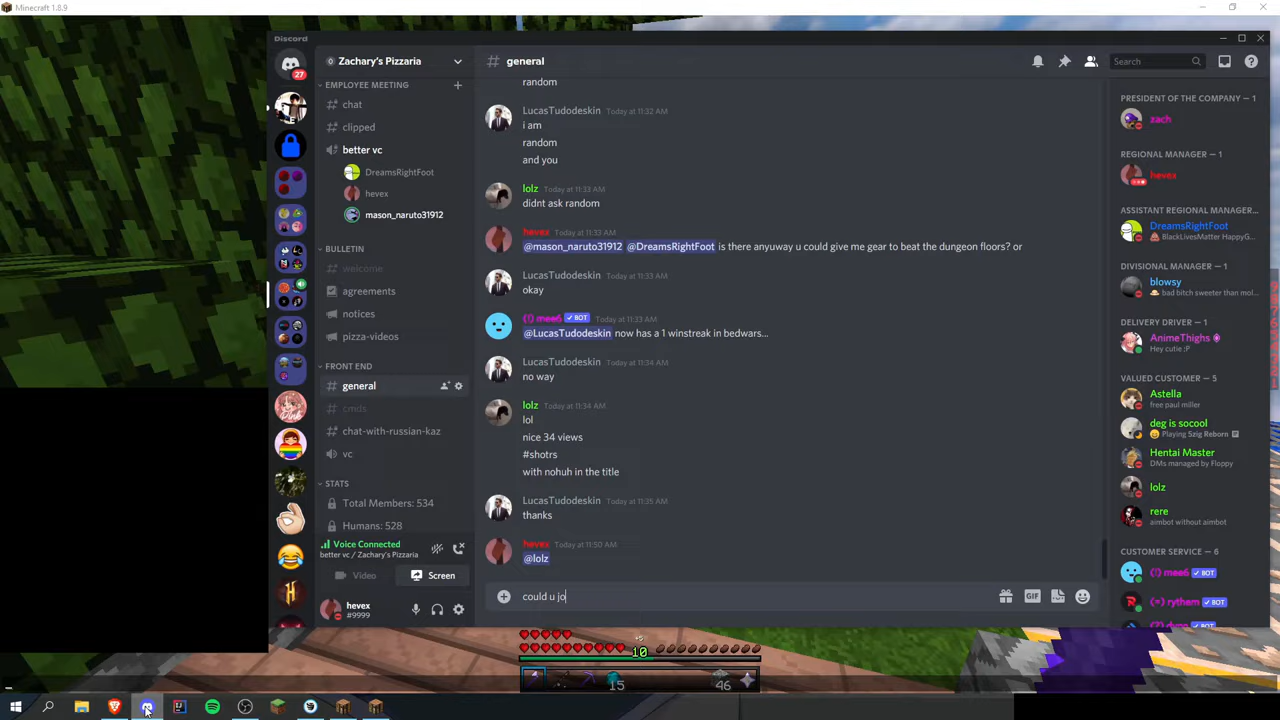 Minecraft 1.8.9
Discord
27
Zachary's Pizzaria
EMPLOYEE MEETING
chat
clipped
better vc
DreamsRightFoot
hevex
mason_naruto31912
BULLETIN
welcome
agreements
notices
pizza-videos
FRONT END
general
cmds
chat-with-russian-kaz
vc
STATS
Total Members: 534
Humans: 528
Voice Connected
better vc / Zachary's Pizzaria
Video
Screen
hevex
#9999
general
Search
random
LucasTudodeskin Today at 11:32 AM
i am
random
and you
lolz Today at 11:33 AM
didnt ask random
hevex Today at 11:33 AM
@mason_naruto31912 @DreamsRightFoot is there anyuway u could give me gear to beat the dungeon floors? or
LucasTudodeskin Today at 11:33 AM
okay
(!) mee6 BOT Today at 11:33 AM
@LucasTudodeskin now has a 1 winstreak in bedwars...
LucasTudodeskin Today at 11:34 AM
no way
lolz Today at 11:34 AM
lol
nice 34 views
#shotrs
with nohuh in the title
LucasTudodeskin Today at 11:35 AM
thanks
hevex Today at 11:50 AM
@lolz
could u jo
GIF
PRESIDENT OF THE COMPANY — 1
zach
REGIONAL MANAGER — 1
hevex
ASSISTANT REGIONAL MANAGER...
DreamsRightFoot
BlackLivesMatter HappyG...
DIVISIONAL MANAGER — 1
blowsy
bad bitch sweeter than mol...
DELIVERY DRIVER — 1
AnimeThighs
Hey cutie ;P
VALUED CUSTOMER — 5
Astella
free paul miller
deg is socool
Playing Szig Reborn
Hentai Master
DMs managed by Floppy
lolz
rere
aimbot without aimbot
CUSTOMER SERVICE — 6
(!) mee6 BOT
(=) rytham BOT
10
15
46